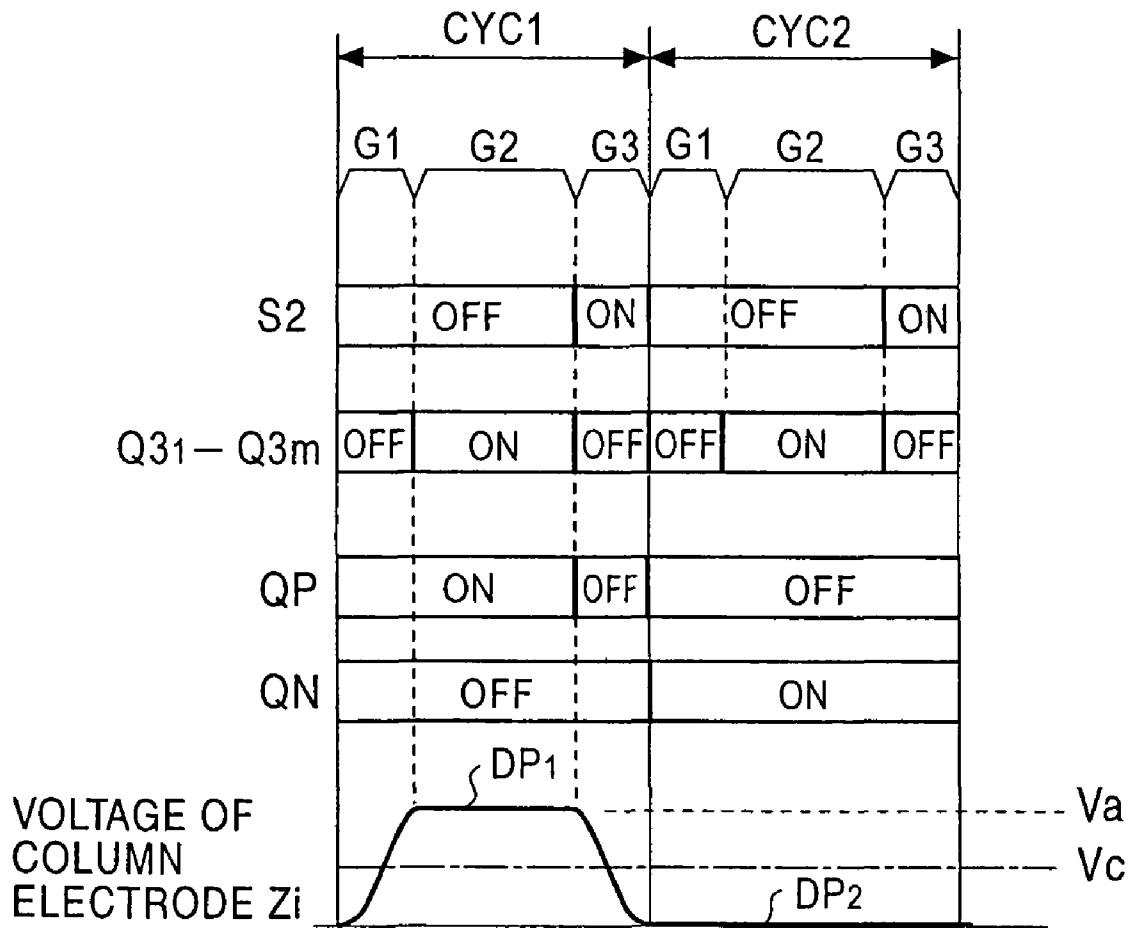 CYC1 CYC2
G1 G2 G3 G1 G2 G3
S2 OFF ON OFF ON
Q31 – Q3m OFF ON OFF OFF ON OFF
QP ON OFF OFF
QN OFF ON
DP1
VOLTAGE OF
COLUMN
ELECTRODE Zi
Va
Vc
DP2